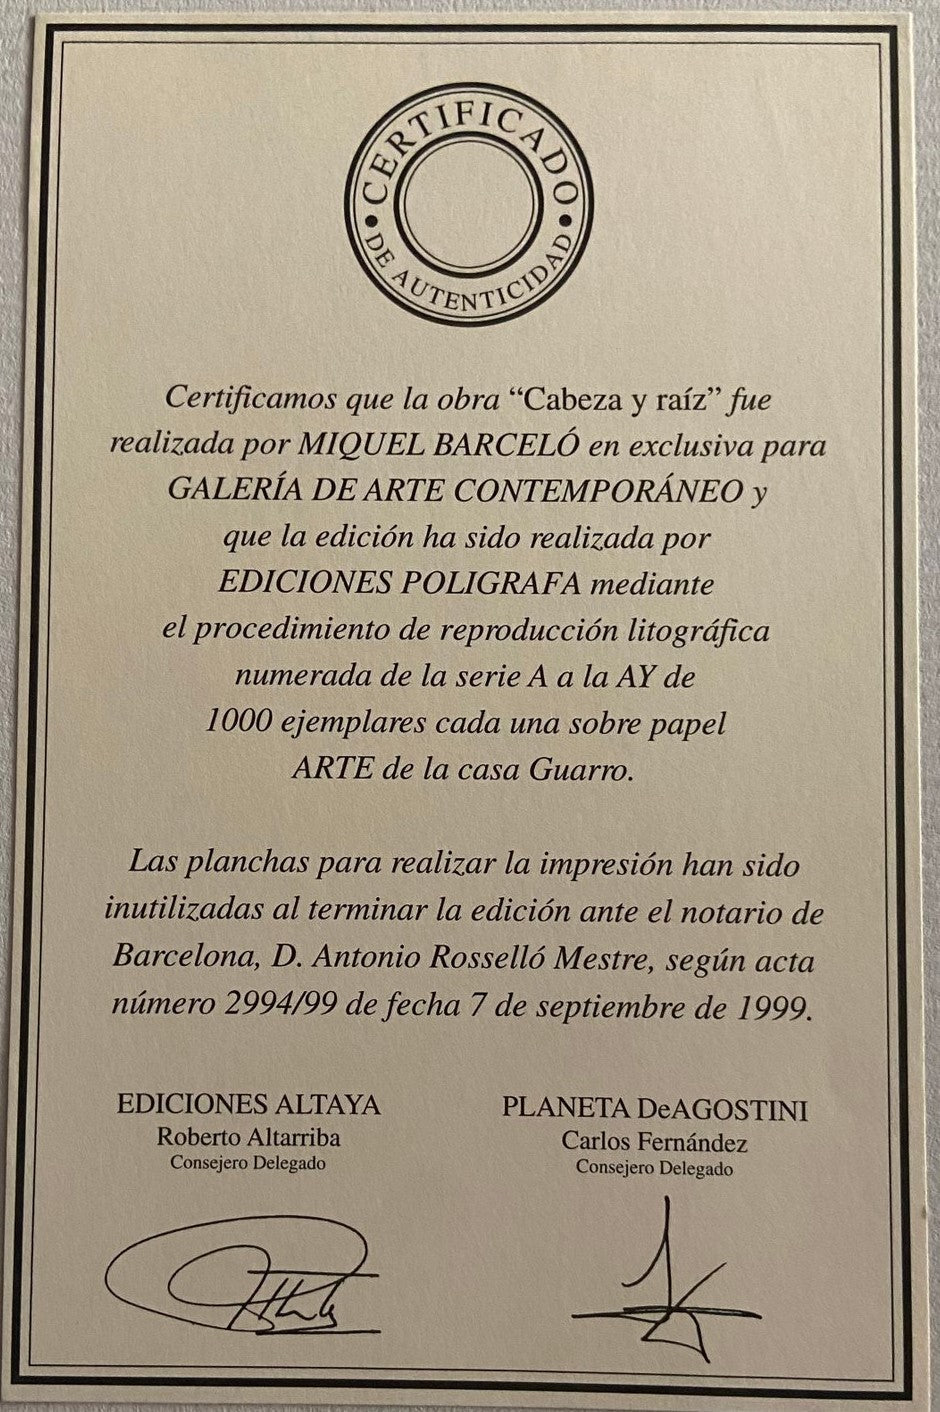 CERTIFICADO
DE AUTENTICIDAD
Certificamos que la obra “Cabeza y raíz” fue
realizada por MIQUEL BARCELÓ en exclusiva para
GALERÍA DE ARTE CONTEMPORÁNEO y
que la edición ha sido realizada por
EDICIONES POLIGRAFA mediante
el procedimiento de reproducción litográfica
numerada de la serie A a la AY de
1000 ejemplares cada una sobre papel
ARTE de la casa Guarro.
Las planchas para realizar la impresión han sido
inutilizadas al terminar la edición ante el notario de
Barcelona, D. Antonio Rosselló Mestre, según acta
número 2994/99 de fecha 7 de septiembre de 1999.
EDICIONES ALTAYA
Roberto Altarriba
Consejero Delegado
PLANETA DeAGOSTINI
Carlos Fernández
Consejero Delegado